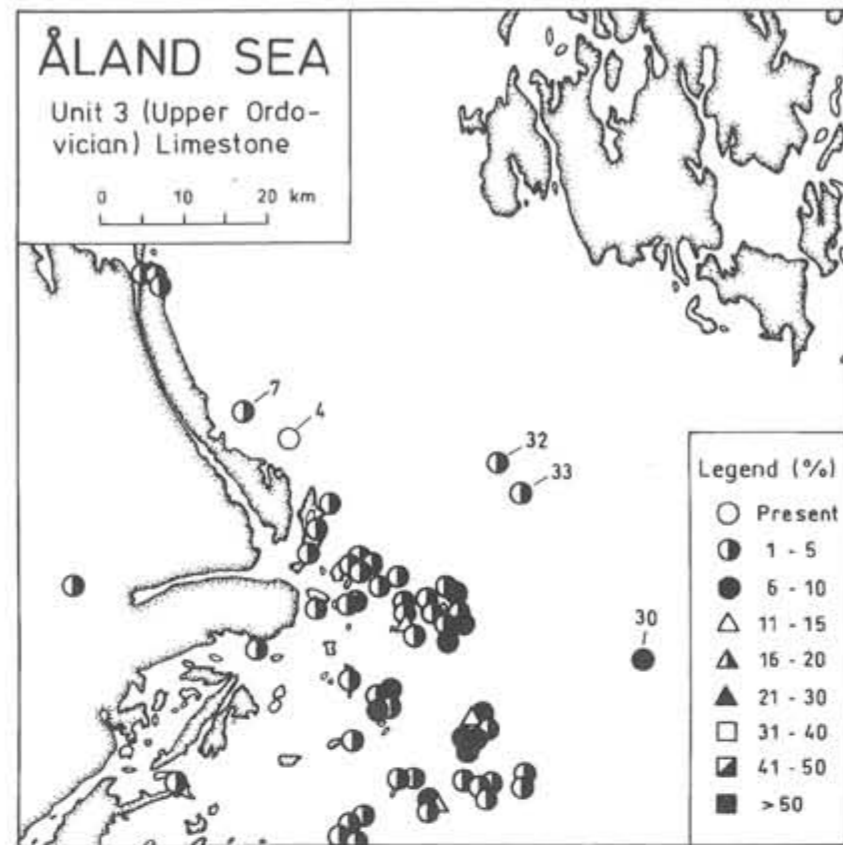 ÅLAND SEA
Unit 3 (Upper Ordo-
vician) Limestone
0 10 20 km
7
4
32
33
30
Legend (%)
Present
1 - 5
6 - 10
11 - 15
16 - 20
21 - 30
31 - 40
41 - 50
> 50